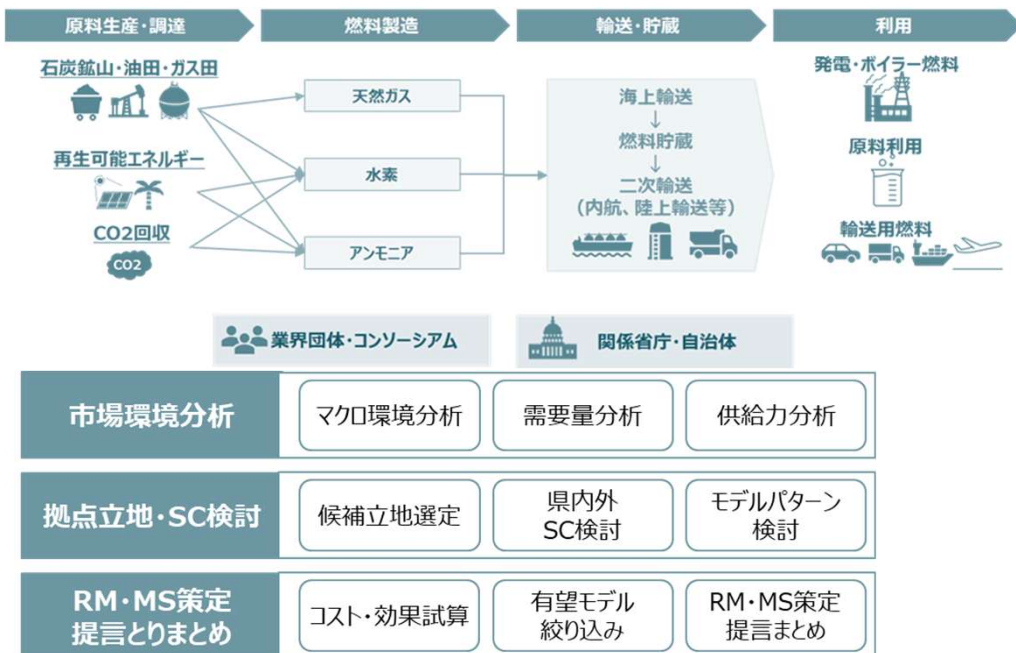 原料生産・調達
燃料製造
輸送・貯蔵
利用
石炭鉱山・油田・ガス田
再生可能エネルギー
CO2回収
CO2
天然ガス
水素
アンモニア
海上輸送
↓
燃料貯蔵
↓
二次輸送
(内航、陸上輸送等)
発電・ボイラー燃料
原料利用
輸送用燃料
業界団体・コンソーシアム
関係省庁・自治体
市場環境分析
マクロ環境分析
需要量分析
供給力分析
拠点立地・SC検討
候補立地選定
県内外
SC検討
モデルパターン
検討
RM・MS策定
提言とりまとめ
コスト・効果試算
有望モデル
絞り込み
RM・MS策定
提言まとめ